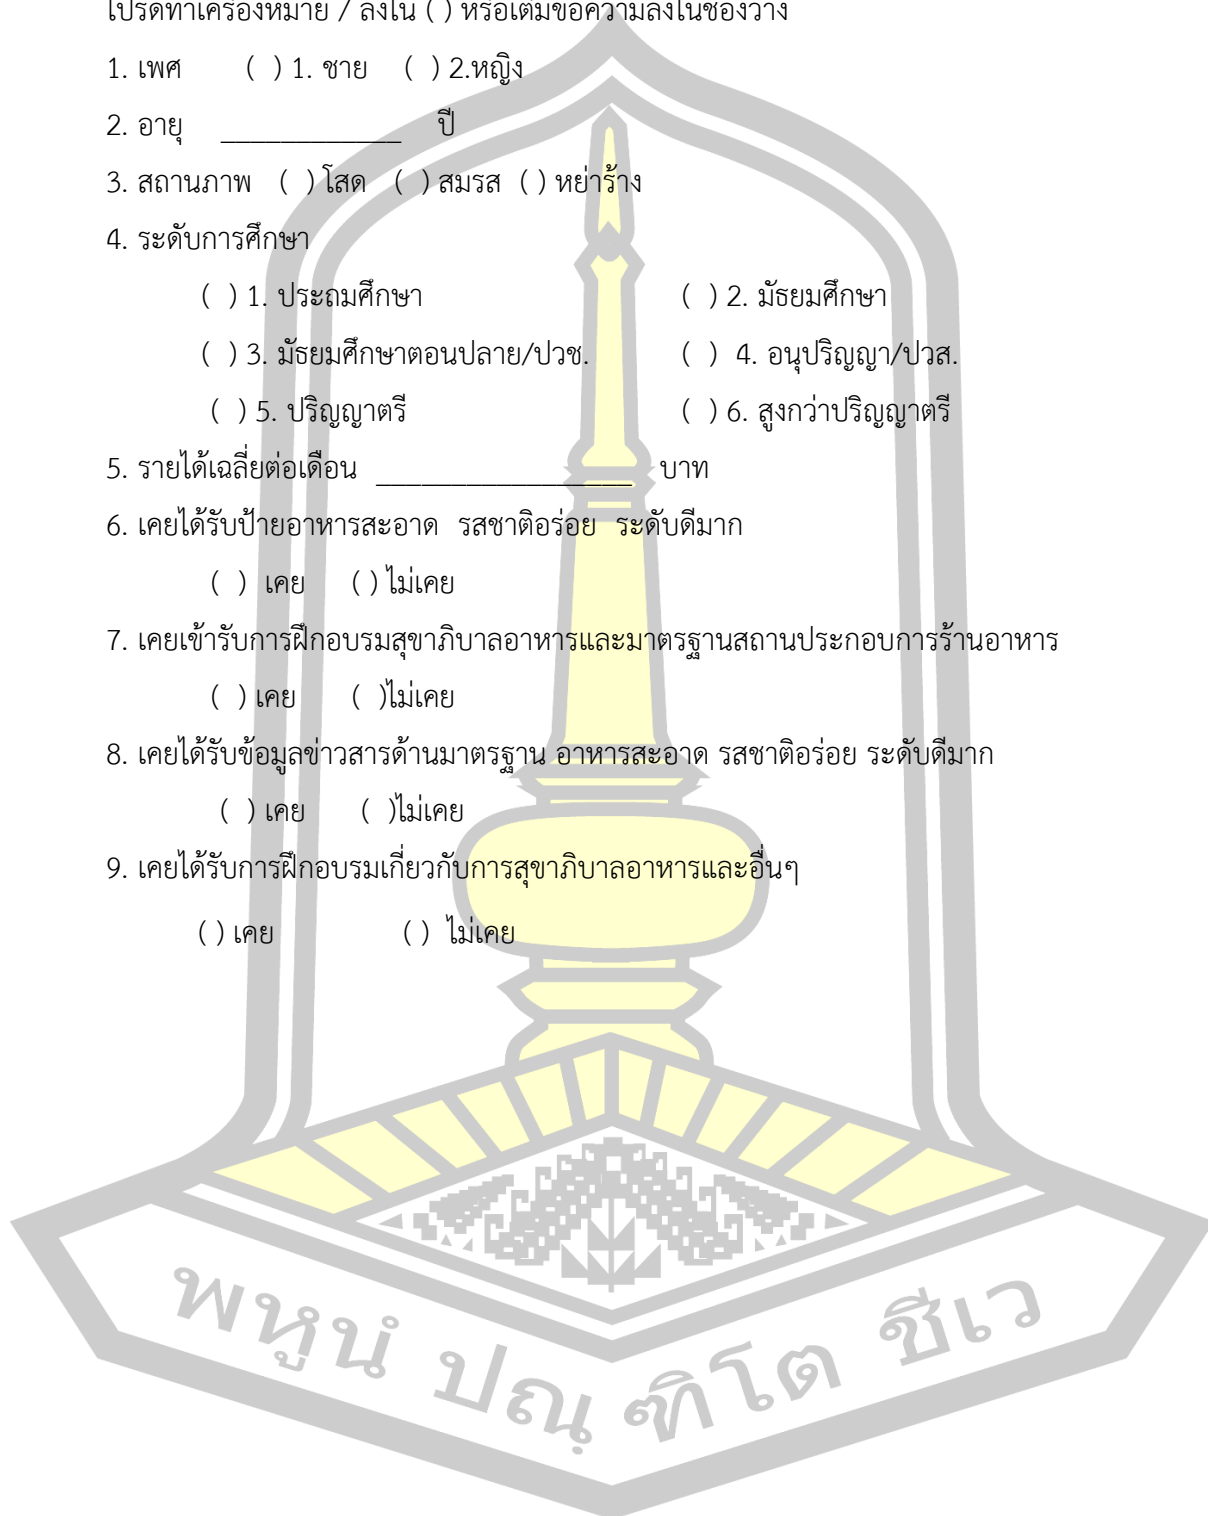 โปรดทำเครื่องหมาย / ลงใน ( ) หรือเติมข้อความลงในช่องว่าง
1. เพศ ( ) 1. ชาย ( ) 2.หญิง
2. อายุ ____________ ปี
3. สถานภาพ ( ) โสด ( ) สมรส ( ) หย่าร้าง
4. ระดับการศึกษา
( ) 1. ประถมศึกษา ( ) 2. มัธยมศึกษา
( ) 3. มัธยมศึกษาตอนปลาย/ปวช. ( ) 4. อนุปริญญา/ปวส.
( ) 5. ปริญญาตรี ( ) 6. สูงกว่าปริญญาตรี
5. รายได้เฉลี่ยต่อเดือน _________________ บาท
6. เคยได้รับป้ายอาหารสะอาด รสชาติอร่อย ระดับดีมาก
( ) เคย ( ) ไม่เคย
7. เคยเข้ารับการฝึกอบรมสุขาภิบาลอาหารและมาตรฐานสถานประกอบการร้านอาหาร
( ) เคย ( )ไม่เคย
8. เคยได้รับข้อมูลข่าวสารด้านมาตรฐาน อาหารสะอาด รสชาติอร่อย ระดับดีมาก
( ) เคย ( )ไม่เคย
9. เคยได้รับการฝึกอบรมเกี่ยวกับการสุขาภิบาลอาหารและอื่นๆ
( ) เคย ( ) ไม่เคย
พหูนํ ปณฺ ฑิโต ชีเว